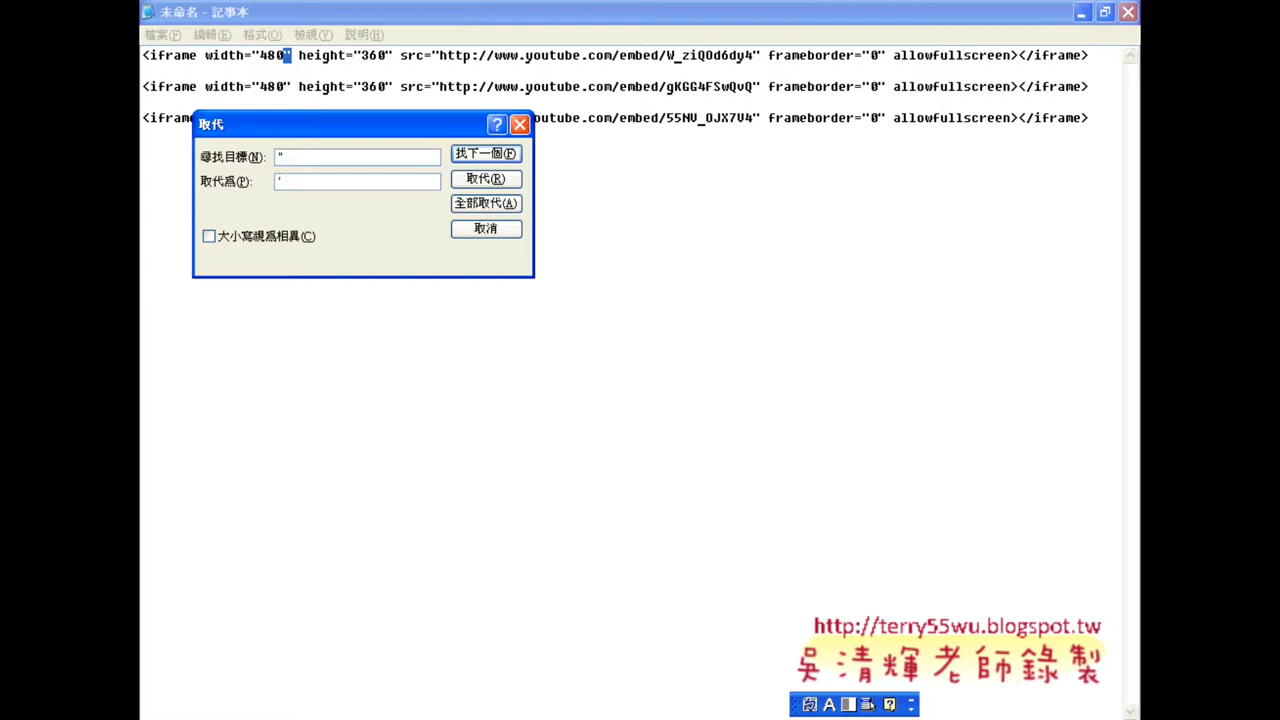 未命名 - 記事本
檔案(F) 編輯(E) 格式(O) 檢視(V) 說明(H)
<iframe width="480" height="360" src="http://www.youtube.com/embed/W_ziQOd6dy4" frameborder="0" allowfullscreen></iframe>
<iframe width="480" height="360" src="http://www.youtube.com/embed/gKGG4FSwQvQ" frameborder="0" allowfullscreen></iframe>
<ifram outube.com/embed/55NV_OJX7V4" frameborder="0" allowfullscreen></iframe>
取代
尋找目標(N): "
找下一個(F)
取代為(P): '
取代(R)
全部取代(A)
取消
大小寫視為相異(C)
http://terry55wu.blogspot.tw
吳清輝老師錄製